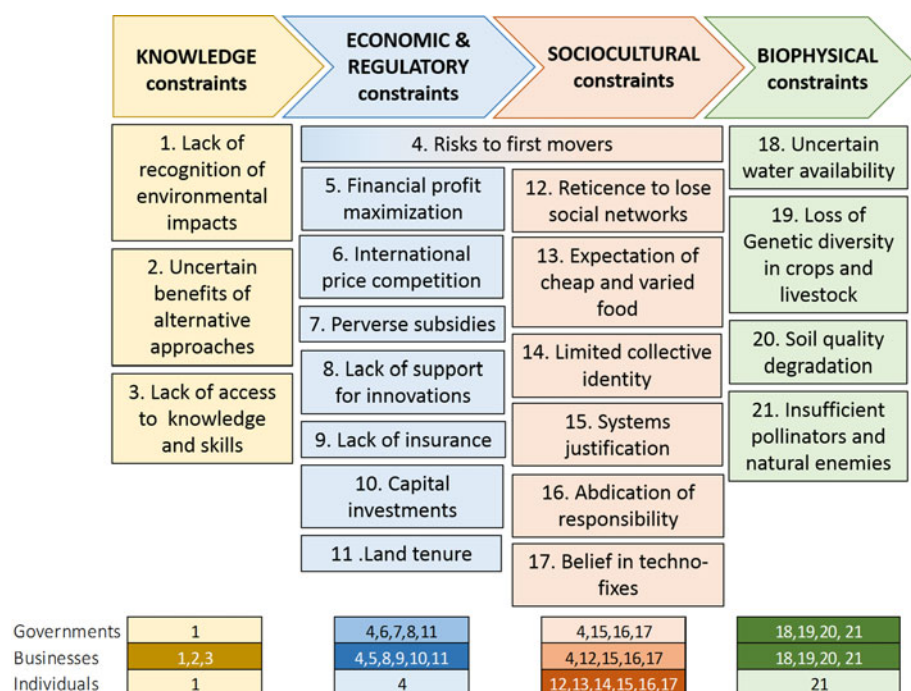 KNOWLEDGE
constraints
ECONOMIC &
REGULATORY
constraints
SOCIOCULTURAL
constraints
BIOPHYSICAL
constraints
1. Lack of
recognition of
environmental
impacts
2. Uncertain
benefits of
alternative
approaches
3. Lack of access
to knowledge
and skills
4. Risks to first movers
5. Financial profit
maximization
6. International
price competition
7. Perverse subsidies
8. Lack of support
for innovations
9. Lack of insurance
10. Capital
investments
11 .Land tenure
12. Reticence to lose
social networks
13. Expectation of
cheap and varied
food
14. Limited collective
identity
15. Systems
justification
16. Abdication of
responsibility
17. Belief in techno-
fixes
18. Uncertain
water availability
19. Loss of
Genetic diversity
in crops and
livestock
20. Soil quality
degradation
21. Insufficient
pollinators and
natural enemies
Governments 1 4,6,7,8,11 4,15,16,17 18,19,20, 21
Businesses 1,2,3 4,5,8,9,10,11 4,12,15,16,17 18,19,20, 21
Individuals 1 4 12,13,14,15,16,17 21